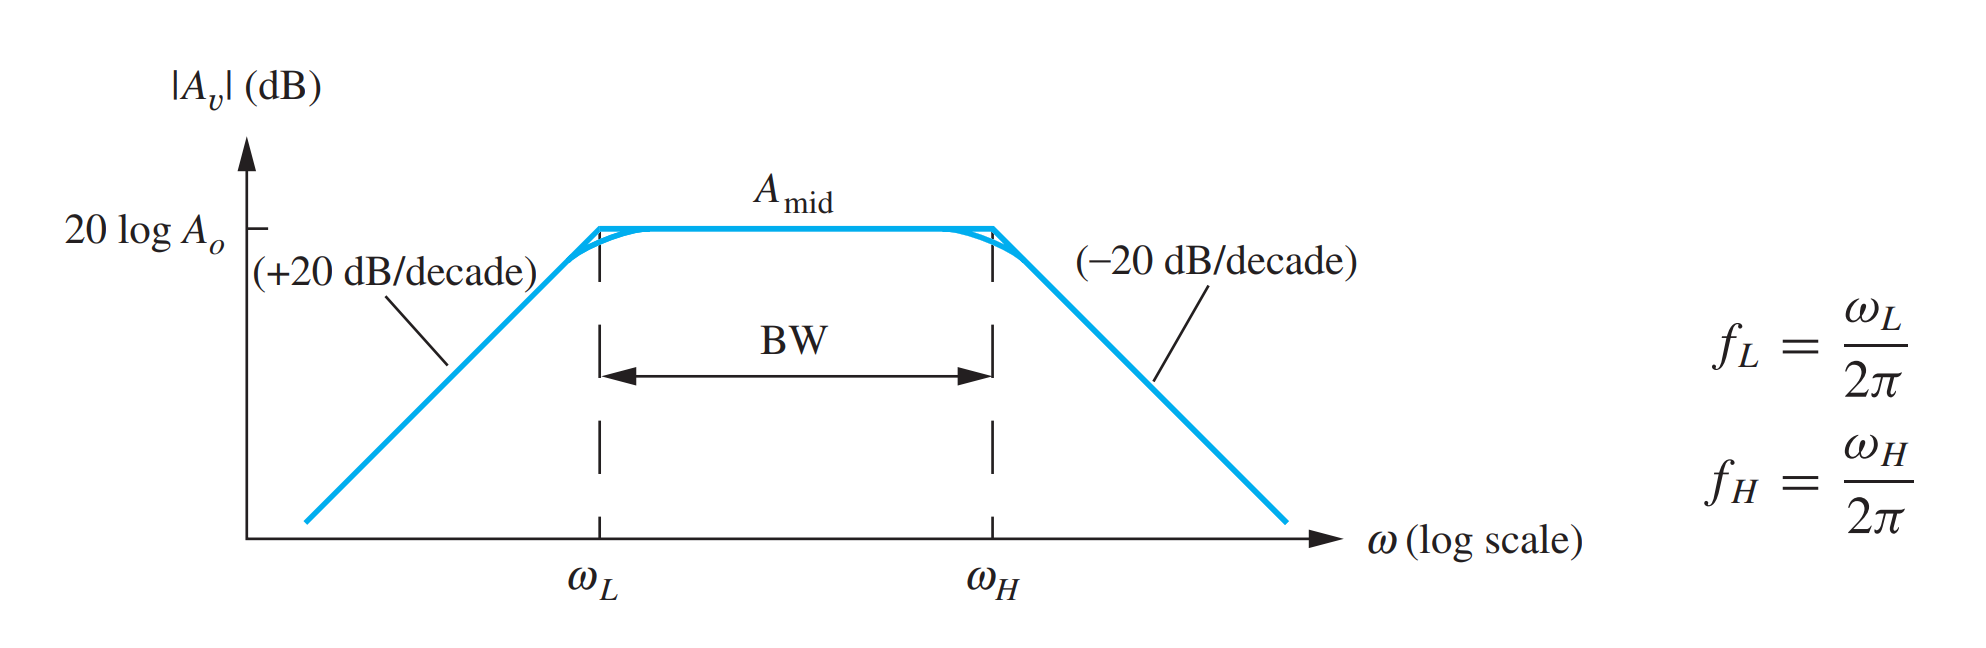 |A_v| (dB)
A_mid
20 log A_o
(+20 dB/decade)
(−20 dB/decade)
BW
f_L = ω_L / 2π
f_H = ω_H / 2π
ω (log scale)
ω_L
ω_H